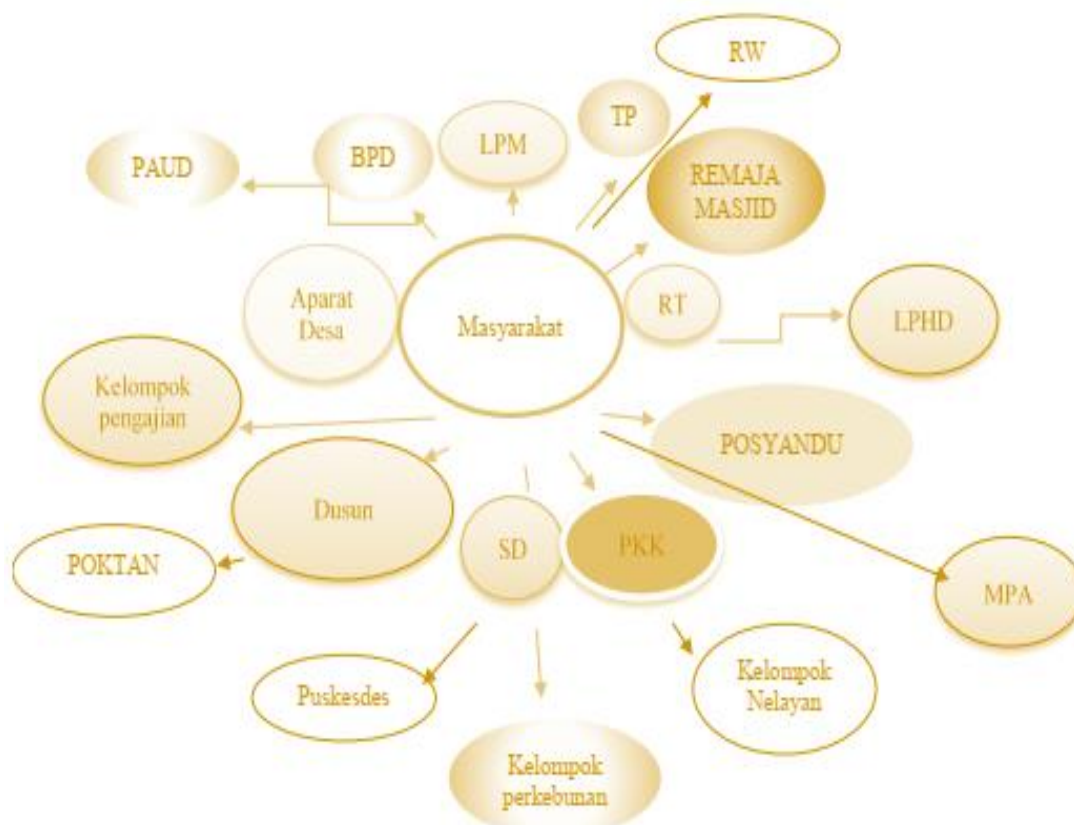 RW
TP
LPM
BPD
PAUD
REMAJA
MASJID
Aparat
Desa
Masyarakat
RT
LPHD
Kelompok
pengajian
POSYANDU
Dusun
SD
PKK
POKTAN
MPA
Puskesdes
Kelompok
Nelayan
Kelompok
perkebunan